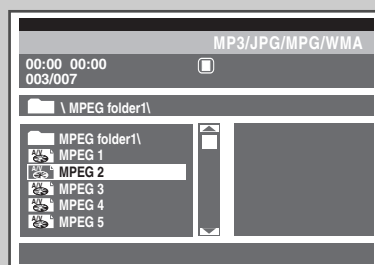 MP3/JPG/MPG/WMA
00:00 00:00
003/007
\ MPEG folder1\
MPEG folder1\
MPEG 1
MPEG 2
MPEG 3
MPEG 4
MPEG 5